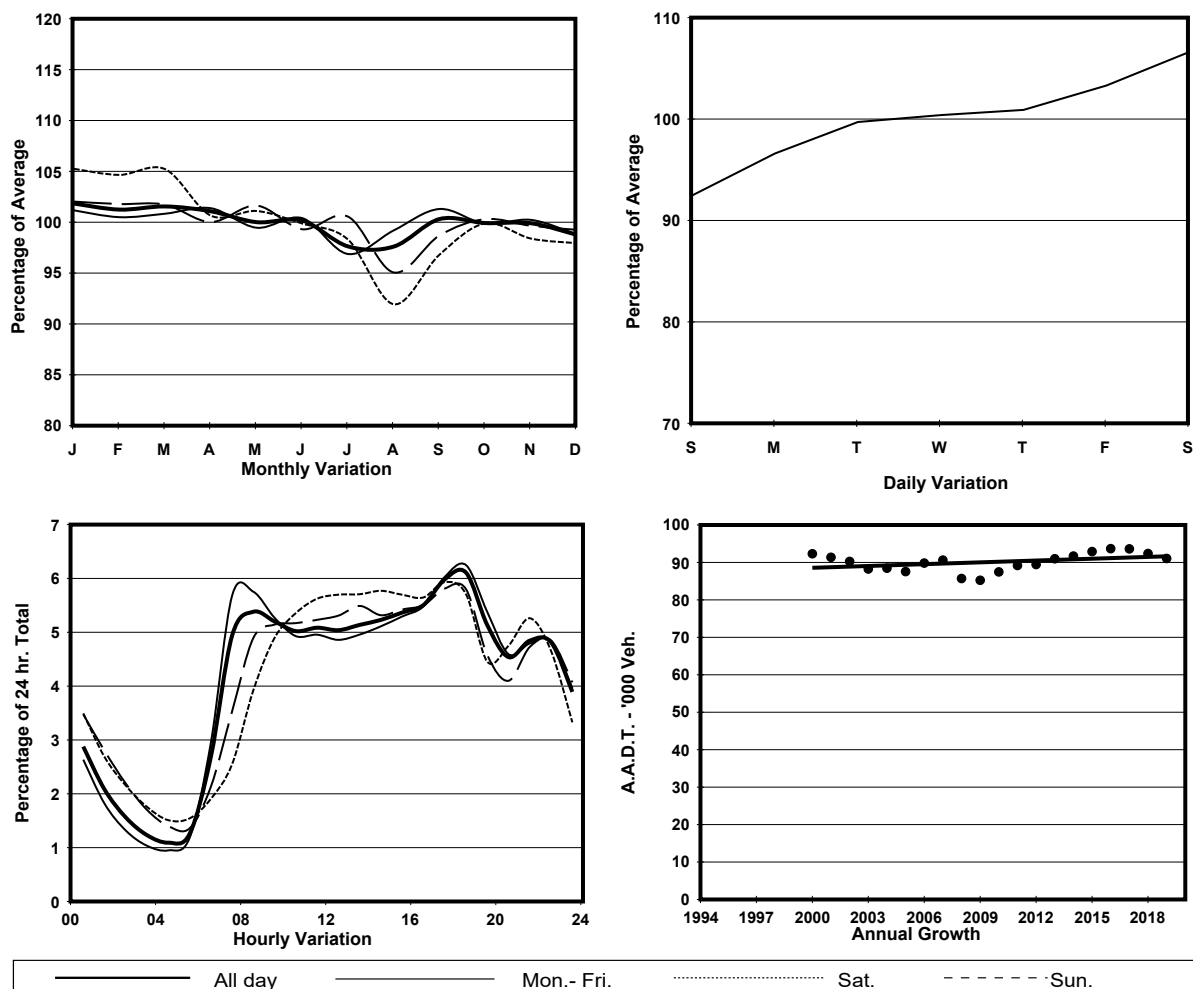 120
115
110
105
100
95
90
85
80
Percentage of Average
J F M A M J J A S O N D
Monthly Variation
110
100
90
80
70
Percentage of Average
S M T W T F S
Daily Variation
7
6
5
4
3
2
1
0
Percentage of 24 hr. Total
00 04 08 12 16 20 24
Hourly Variation
100
90
80
70
60
50
40
30
20
10
0
A.A.D.T. - '000 Veh.
1994 1997 2000 2003 2006 2009 2012 2015 2018
Annual Growth
All day Mon.- Fri. Sat. Sun.